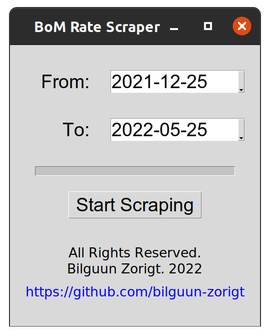 BoM Rate Scraper
From: 2021-12-25
To: 2022-05-25
Start Scraping
All Rights Reserved.
Bilguun Zorigt. 2022
https://github.com/bilguun-zorigt